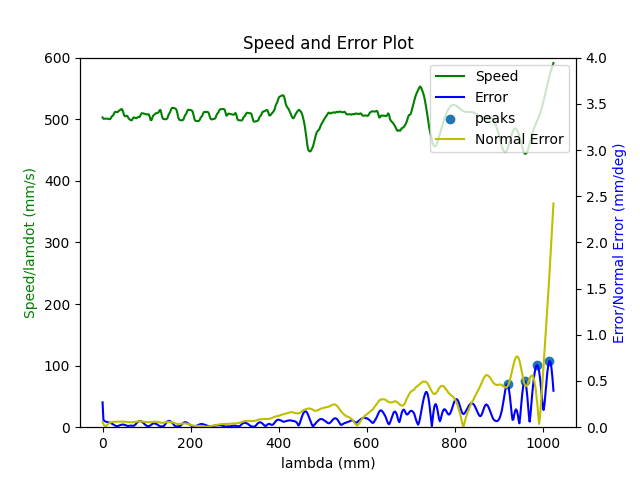 Speed and Error Plot
Speed/lamdot (mm/s)
600
500
400
300
200
100
0
0
200
400
600
800
1000
lambda (mm)
4.0
3.5
3.0
2.5
2.0
1.5
1.0
0.5
0.0
Error/Normal Error (mm/deg)
Speed
Error
peaks
Normal Error